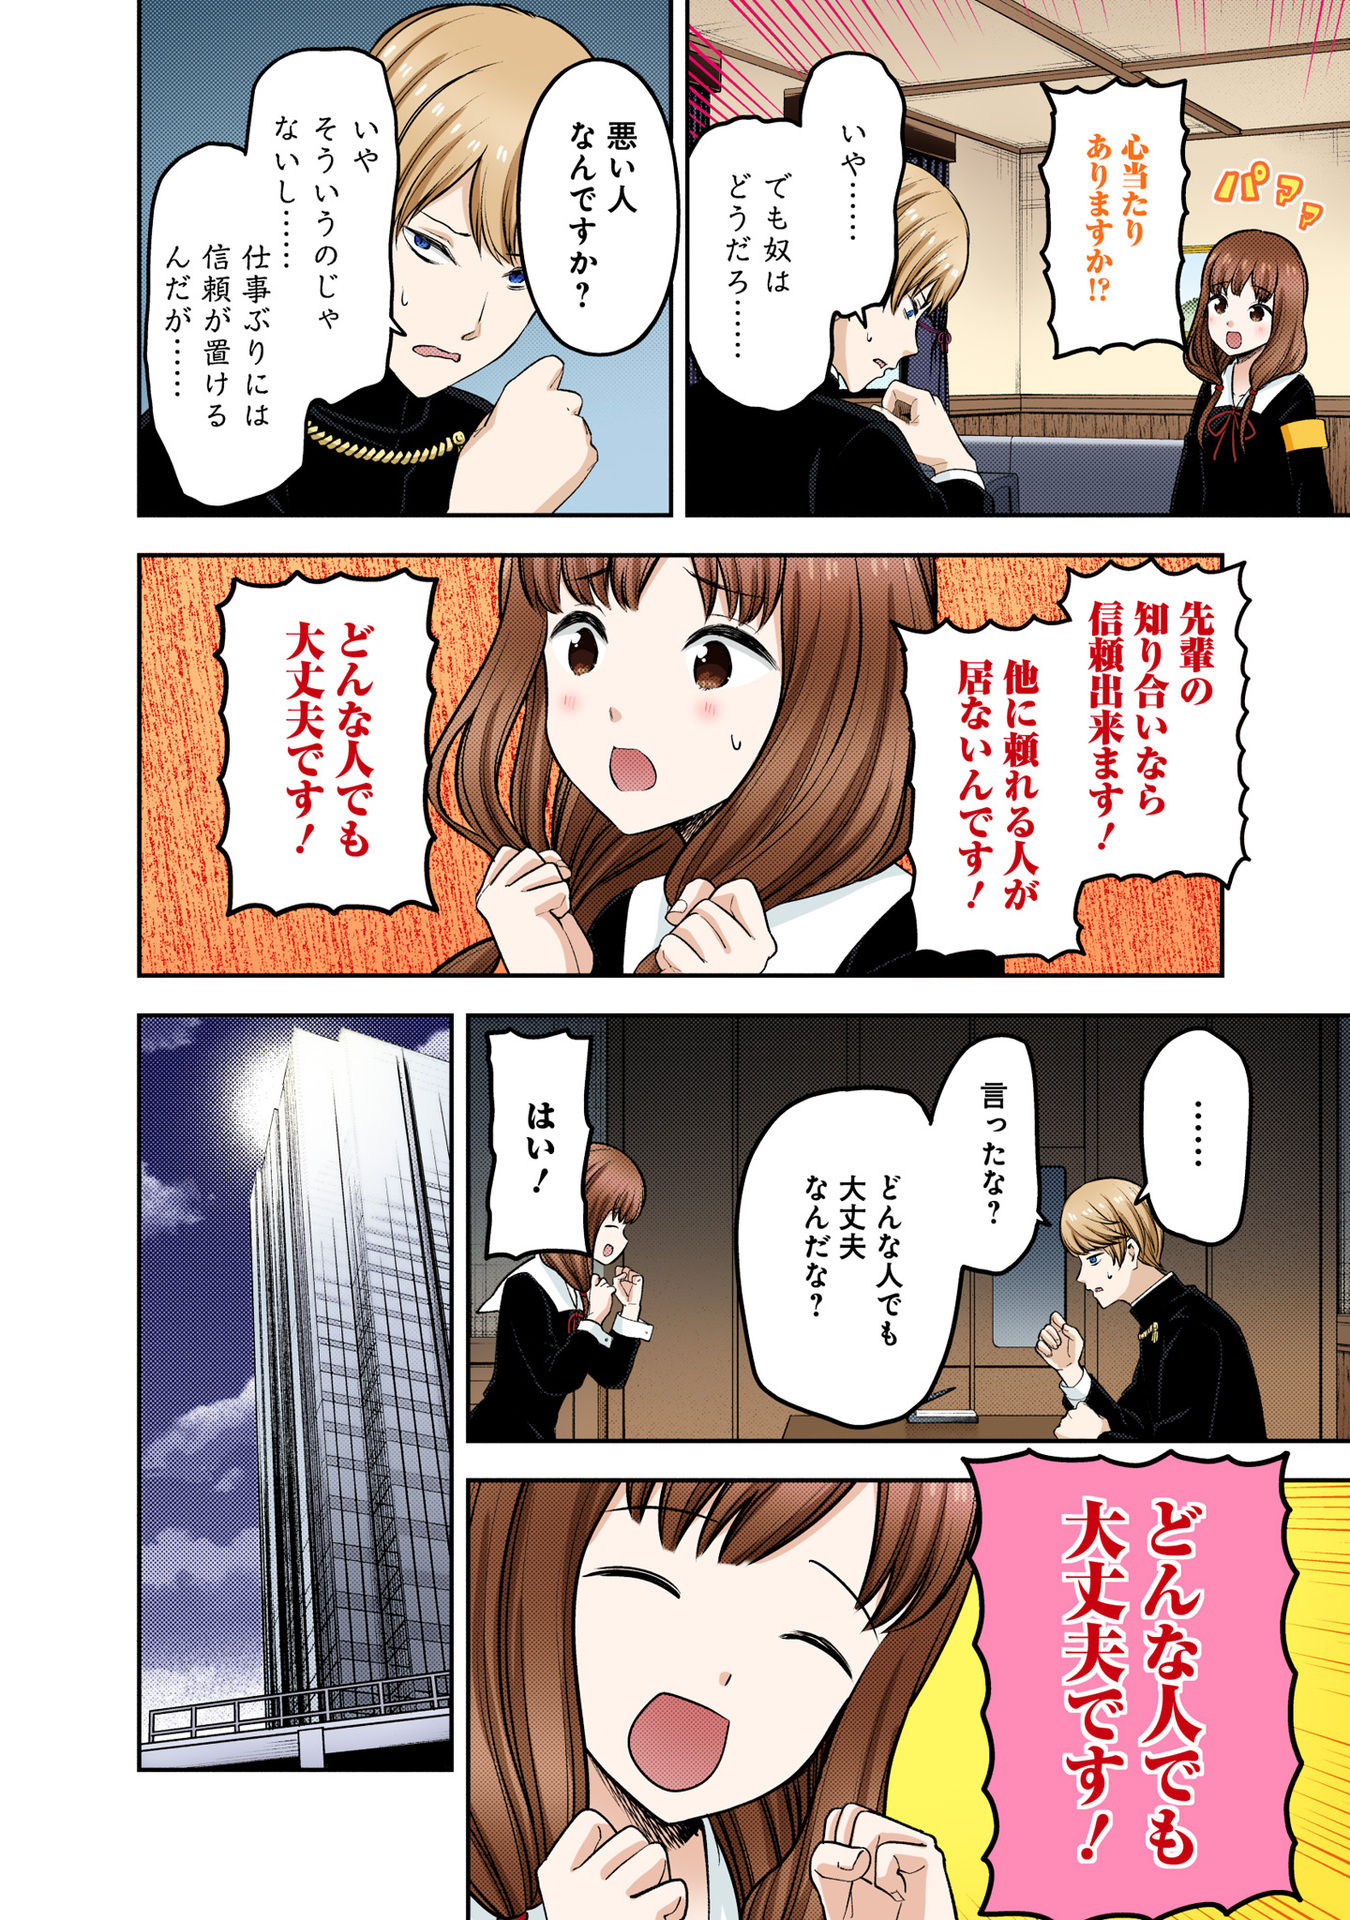 心当たり
ありますか!?
パァァ
いや……
でも奴は
どうだろ……
悪い人
なんですか？
いや
そういうのじゃ
ないし……
仕事ぶりには
信頼が置ける
んだが……
先輩の
知り合いなら
信頼出来ます！
他に頼れる人が
居ないんです！
どんな人でも
大丈夫です！
……
言ったな？
どんな人でも
大丈夫
なんだな？
はい！
どんな人でも
大丈夫です！